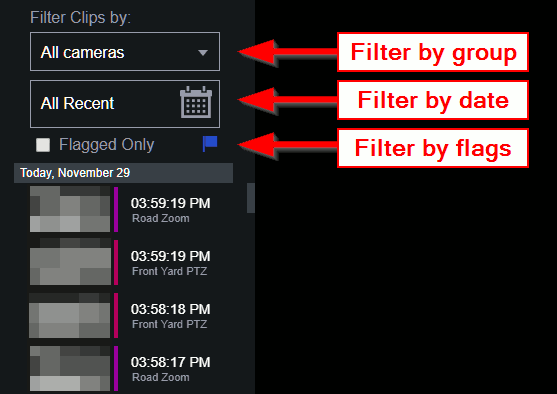 Filter Clips by:
All cameras
Filter by group
All Recent
Filter by date
Flagged Only
Filter by flags
Today, November 29
03:59:19 PM
Road Zoom
03:59:19 PM
Front Yard PTZ
03:58:18 PM
Front Yard PTZ
03:58:17 PM
Road Zoom